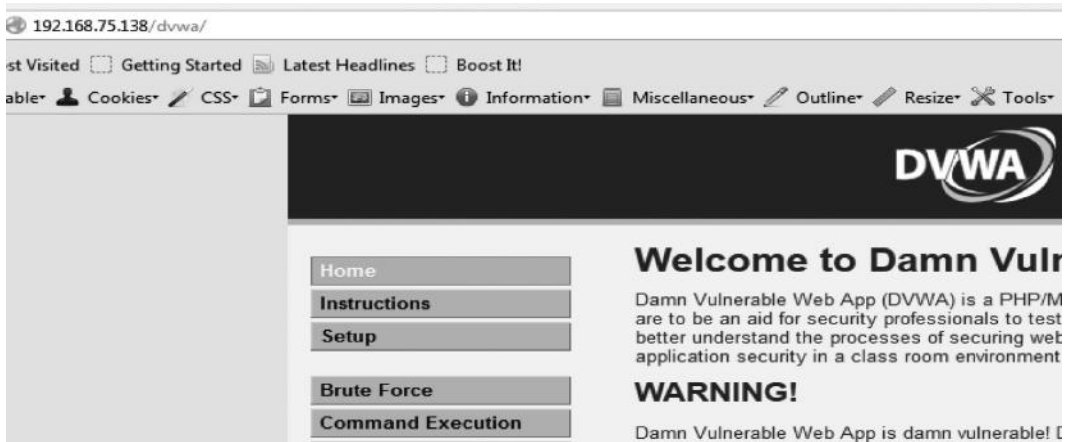 192.168.75.138/dvwa/
st Visited Getting Started Latest Headlines Boost It!
able Cookies CSS Forms Images Information Miscellaneous Outline Resize Tools
DVWA
Home
Instructions
Setup
Brute Force
Command Execution
Welcome to Damn Vulr
Damn Vulnerable Web App (DVWA) is a PHP/M
are to be an aid for security professionals to test
better understand the processes of securing web
application security in a class room environment
WARNING!
Damn Vulnerable Web App is damn vulnerable! D